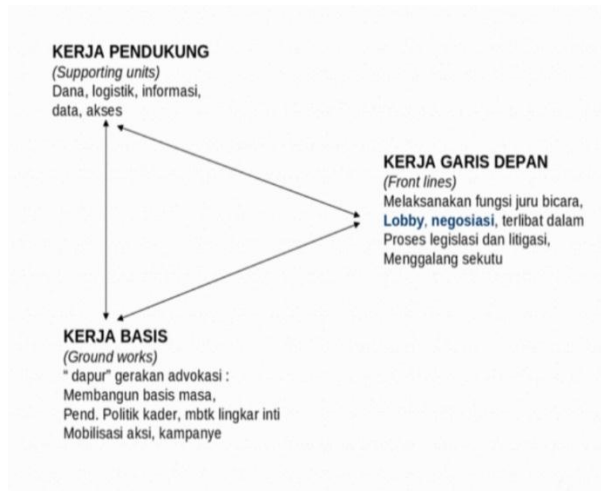 KERJA PENDUKUNG
(Supporting units)
Dana, logistik, informasi,
data, akses
KERJA GARIS DEPAN
(Front lines)
Melaksanakan fungsi juru bicara,
Lobby, negosiasi, terlibat dalam
Proses legislasi dan litigasi,
Menggalang sekutu
KERJA BASIS
(Ground works)
“ dapur” gerakan advokasi :
Membangun basis masa,
Pend. Politik kader, mbtk lingkar inti
Mobilisasi aksi, kampanye